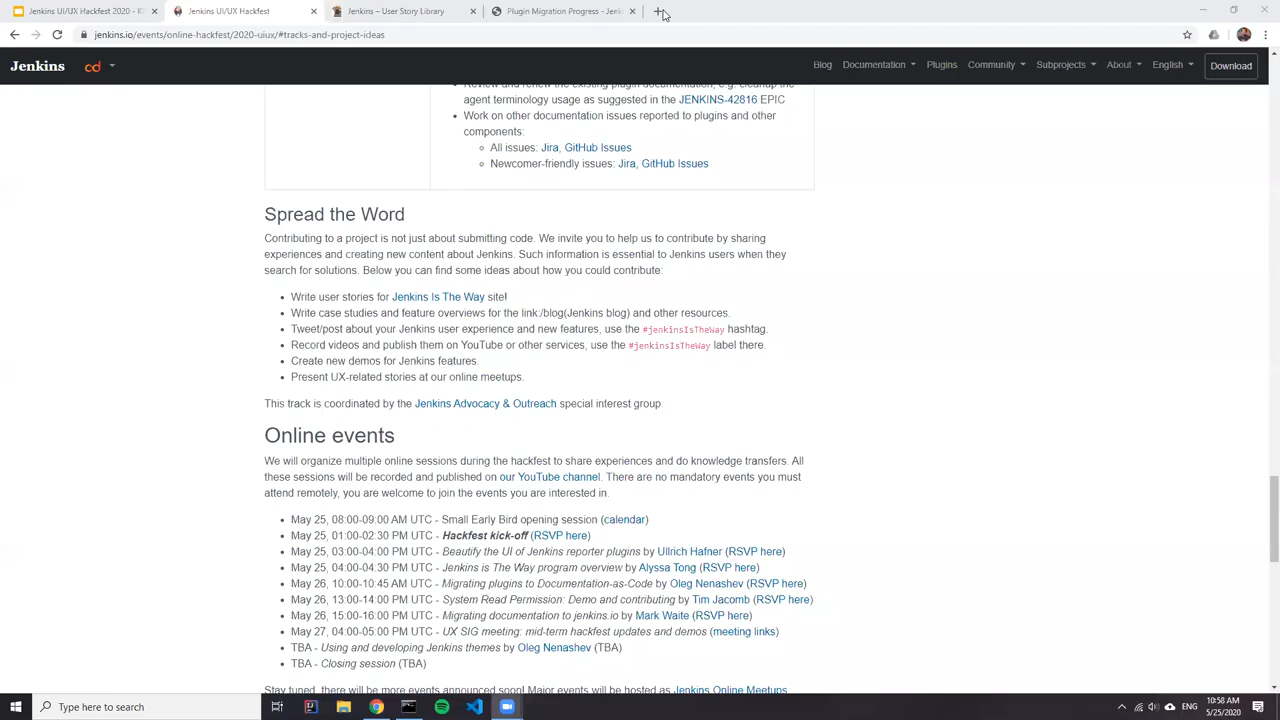 Jenkins UI/UX Hackfest 2020 - K
Jenkins UI/UX Hackfest
Jenkins – User Story Library
Plugin Migration Progress - Jenk
jenkins.io/events/online-hackfest/2020-uiux/#tracks-and-project-ideas
Jenkins
cd
Blog
Documentation
Plugins
Community
Subprojects
About
English
Download
Review and renew the existing plugin documentation, e.g. cleanup the
agent terminology usage as suggested in the JENKINS-42816 EPIC
Work on other documentation issues reported to plugins and other
components:
All issues: Jira, GitHub Issues
Newcomer-friendly issues: Jira, GitHub Issues
Spread the Word
Contributing to a project is not just about submitting code. We invite you to help us to contribute by sharing
experiences and creating new content about Jenkins. Such information is essential to Jenkins users when they
search for solutions. Below you can find some ideas about how you could contribute:
Write user stories for Jenkins Is The Way site!
Write case studies and feature overviews for the link:/blog(Jenkins blog) and other resources.
Tweet/post about your Jenkins user experience and new features, use the #jenkinsIsTheWay hashtag.
Record videos and publish them on YouTube or other services, use the #jenkinsIsTheWay label there.
Create new demos for Jenkins features.
Present UX-related stories at our online meetups.
This track is coordinated by the Jenkins Advocacy & Outreach special interest group
Online events
We will organize multiple online sessions during the hackfest to share experiences and do knowledge transfers. All
these sessions will be recorded and published on our YouTube channel. There are no mandatory events you must
attend remotely, you are welcome to join the events you are interested in.
May 25, 08:00-09:00 AM UTC - Small Early Bird opening session (calendar)
May 25, 01:00-02:30 PM UTC - Hackfest kick-off (RSVP here)
May 25, 03:00-04:00 PM UTC - Beautify the UI of Jenkins reporter plugins by Ullrich Hafner (RSVP here)
May 25, 04:00-04:30 PM UTC - Jenkins is The Way program overview by Alyssa Tong (RSVP here)
May 26, 10:00-10:45 AM UTC - Migrating plugins to Documentation-as-Code by Oleg Nenashev (RSVP here)
May 26, 13:00-14:00 PM UTC - System Read Permission: Demo and contributing by Tim Jacomb (RSVP here)
May 26, 15:00-16:00 PM UTC - Migrating documentation to jenkins.io by Mark Waite (RSVP here)
May 27, 04:00-05:00 PM UTC - UX SIG meeting: mid-term hackfest updates and demos (meeting links)
TBA - Using and developing Jenkins themes by Oleg Nenashev (TBA)
TBA - Closing session (TBA)
Stay tuned, there will be more events announced soon! Major events will be hosted as Jenkins Online Meetups
Type here to search
ENG
10:58 AM
5/25/2020